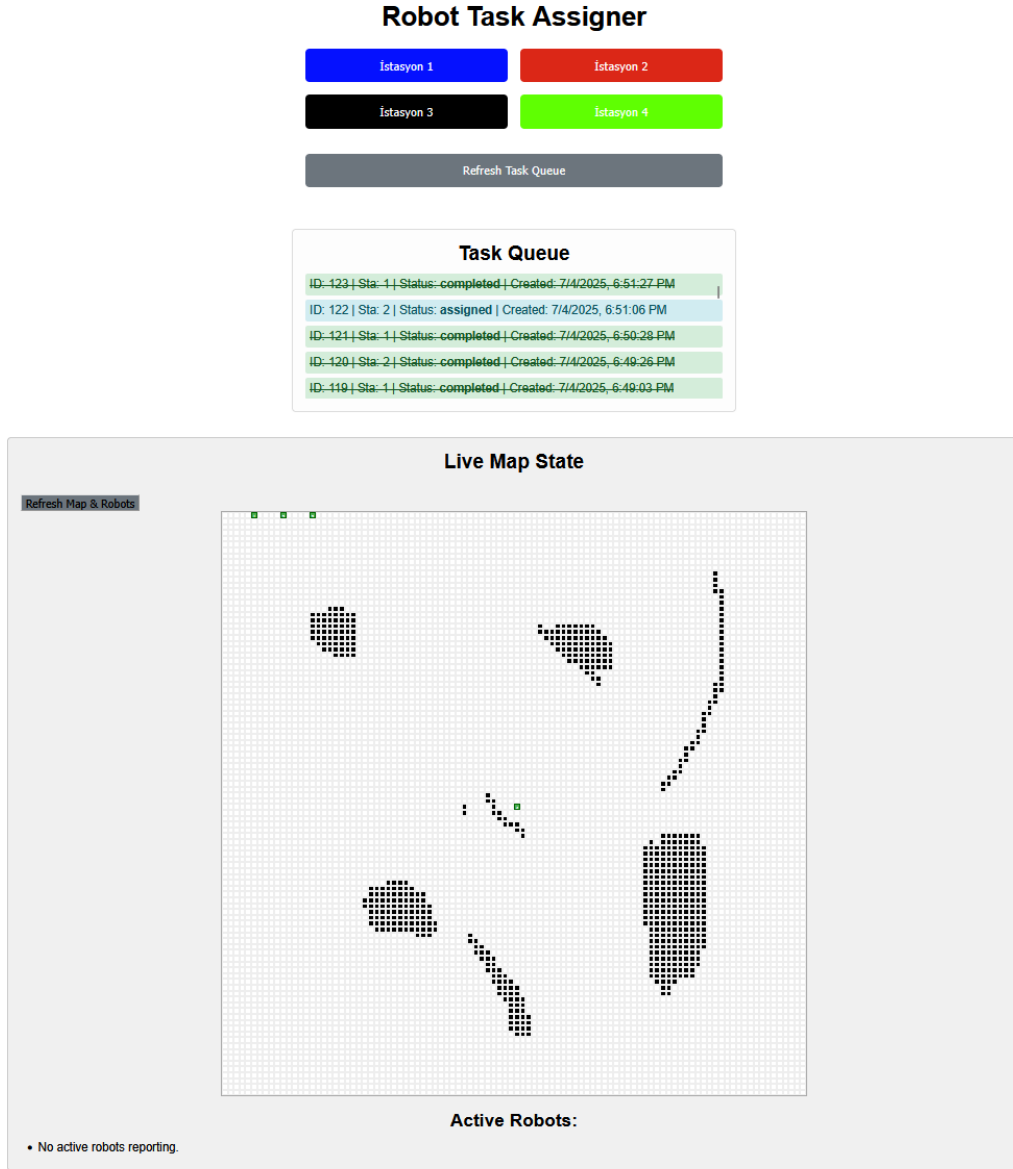 Robot Task Assigner
İstasyon 1
İstasyon 2
İstasyon 3
İstasyon 4
Refresh Task Queue
Task Queue
ID: 123 | Sta: 1 | Status: completed | Created: 7/4/2025, 6:51:27 PM
ID: 122 | Sta: 2 | Status: assigned | Created: 7/4/2025, 6:51:06 PM
ID: 121 | Sta: 1 | Status: completed | Created: 7/4/2025, 6:50:28 PM
ID: 120 | Sta: 2 | Status: completed | Created: 7/4/2025, 6:49:26 PM
ID: 119 | Sta: 1 | Status: completed | Created: 7/4/2025, 6:49:03 PM
Live Map State
Refresh Map & Robots
Active Robots:
• No active robots reporting.